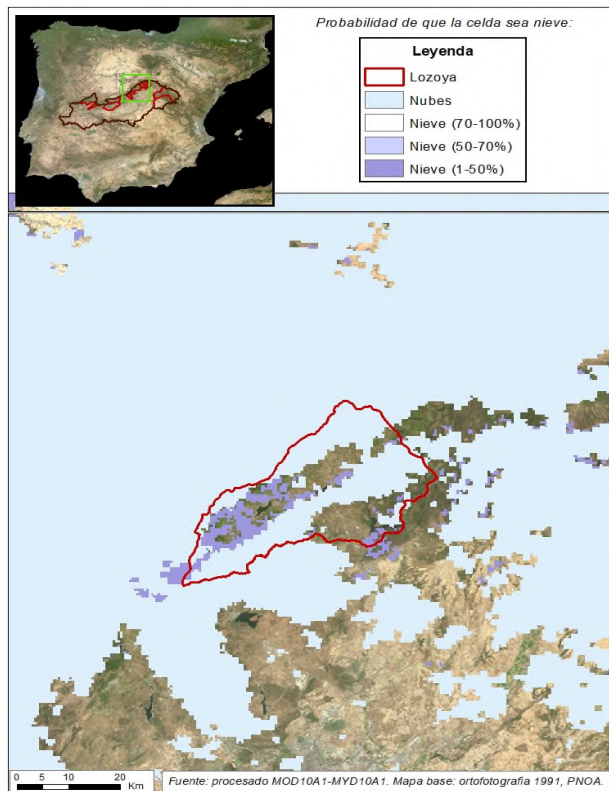 Probabilidad de que la celda sea nieve:
Leyenda
Lozoya
Nubes
Nieve (70-100%)
Nieve (50-70%)
Nieve (1-50%)
0 5 10 20
Km
Fuente: procesado MOD10A1-MYD10A1. Mapa base: ortofotografia 1991, PNOA.